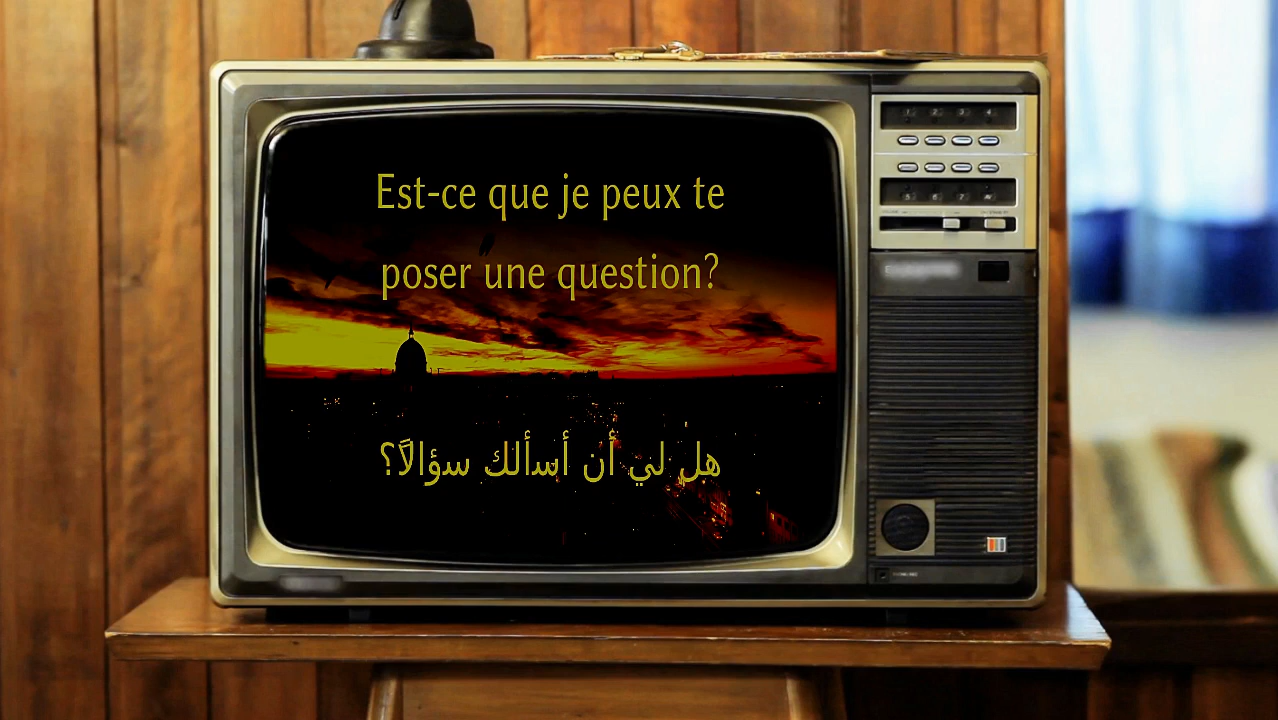 Est-ce que je peux te
poser une question?
هل لي أن أسألك سؤالاً؟